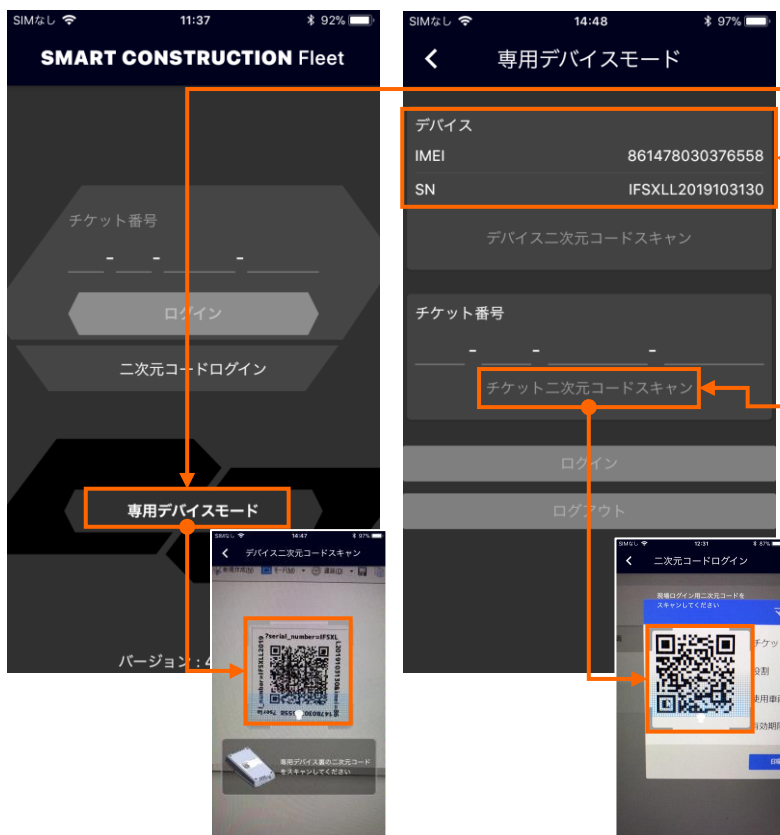 SIMなし 11:37 92%
SMART CONSTRUCTION Fleet
チケット番号
- - -
ログイン
二次元コードログイン
専用デバイスモード
バージョン：4
SIMなし 14:48 97%
専用デバイスモード
デバイス
IMEI 861478030376558
SN IFSXLL2019103130
デバイス二次元コードスキャン
チケット番号
- - -
チケット二次元コードスキャン
ログイン
ログアウト
SIMなし 14:47 97%
デバイス二次元コードスキャン
?serial_number=IFSXL
専用デバイス裏の二次元コード
をスキャンしてください
SIMなし 12:31 87%
二次元コードログイン
現場ログイン用二次元コードを
スキャンしてください
チケッ
役割
使用車両
有効期限